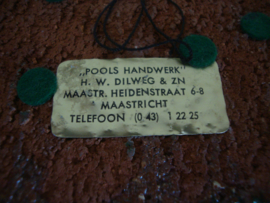 „POOLS HANDWERK”
H. W. DILWEG & ZN
MAASTR. HEIDENSTRAAT 6-8
MAASTRICHT
TELEFOON (0 43) 1 22 25